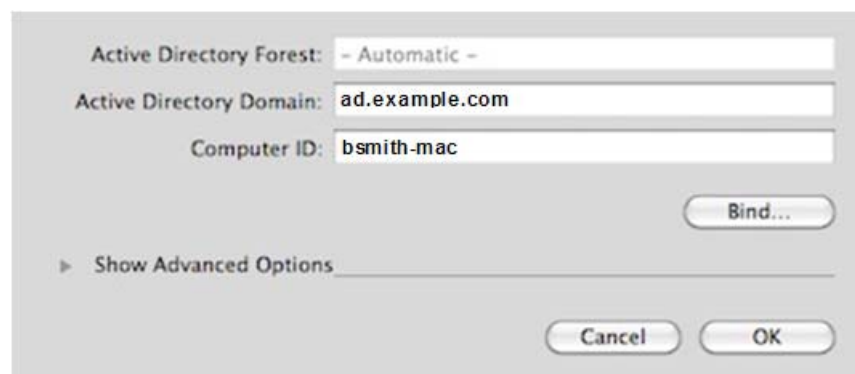 Active Directory Forest: - Automatic -
Active Directory Domain: ad.example.com
Computer ID: bsmith-mac
Bind...
Show Advanced Options
Cancel OK